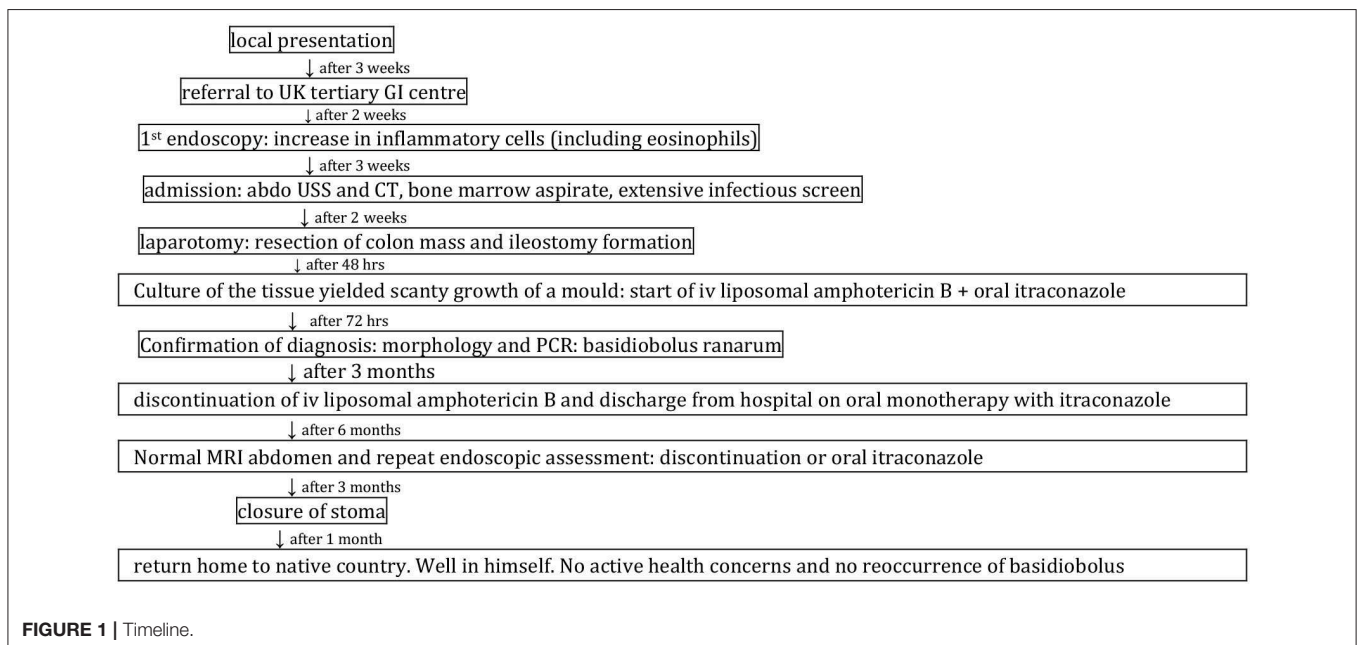 local presentation
↓ after 3 weeks
referral to UK tertiary GI centre
↓ after 2 weeks
1st endoscopy: increase in inflammatory cells (including eosinophils)
↓ after 3 weeks
admission: abdo USS and CT, bone marrow aspirate, extensive infectious screen
↓ after 2 weeks
laparotomy: resection of colon mass and ileostomy formation
↓ after 48 hrs
Culture of the tissue yielded scanty growth of a mould: start of iv liposomal amphotericin B + oral itraconazole
↓ after 72 hrs
Confirmation of diagnosis: morphology and PCR: basidiobolus ranarum
↓ after 3 months
discontinuation of iv liposomal amphotericin B and discharge from hospital on oral monotherapy with itraconazole
↓ after 6 months
Normal MRI abdomen and repeat endoscopic assessment: discontinuation or oral itraconazole
↓ after 3 months
closure of stoma
↓ after 1 month
return home to native country. Well in himself. No active health concerns and no reoccurrence of basidiobolus
FIGURE 1 | Timeline.